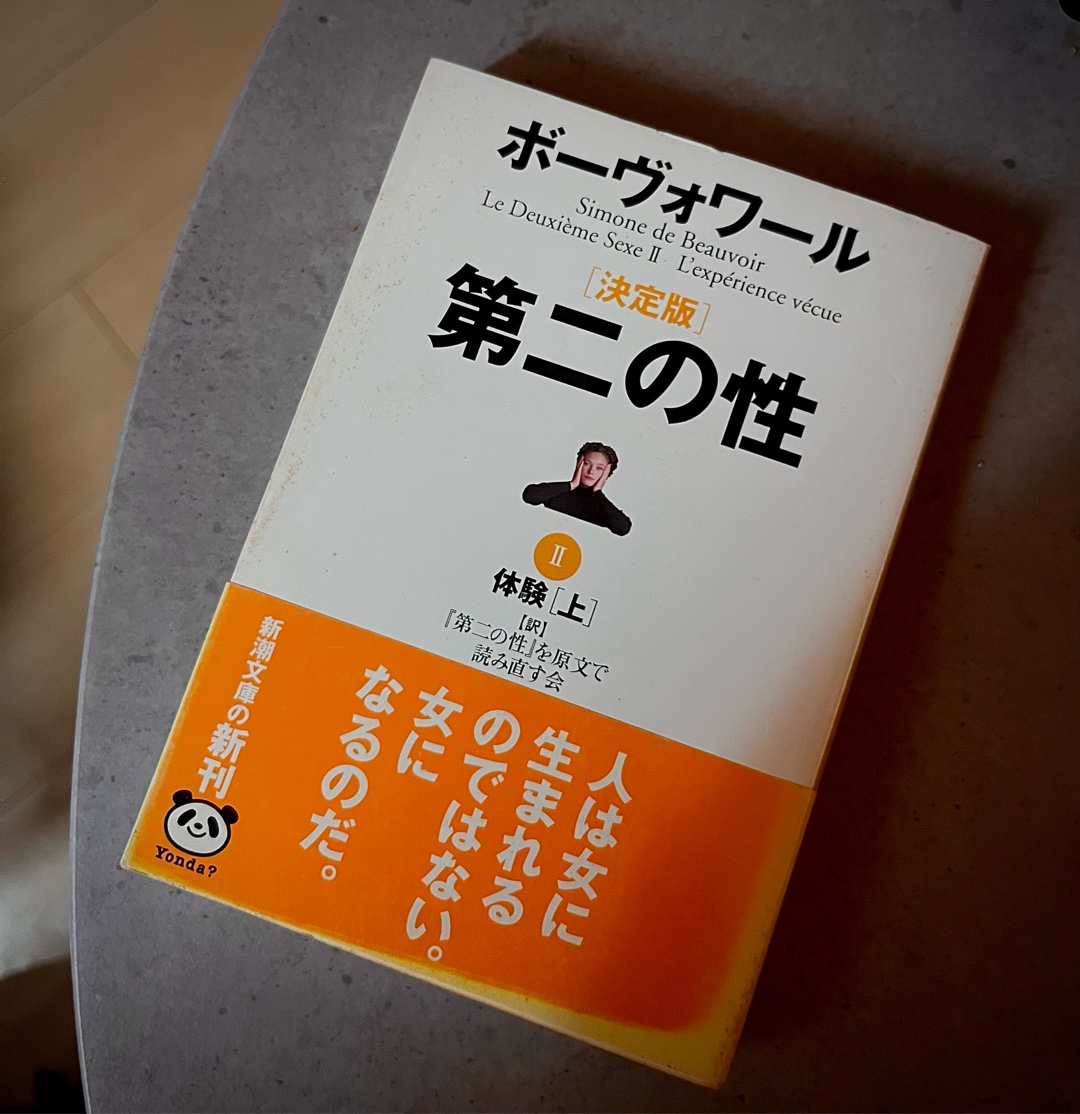 ボーヴォワール
Simone de Beauvoir
Le Deuxième Sexe Ⅱ L'expérience vécue
[決定版]
第二の性
Ⅱ
体験[上]
【訳】
『第二の性』を原文で
読み直す会
人は女に
生まれる
のではない。
女に
なるのだ。
新潮文庫の新刊
Yonda?